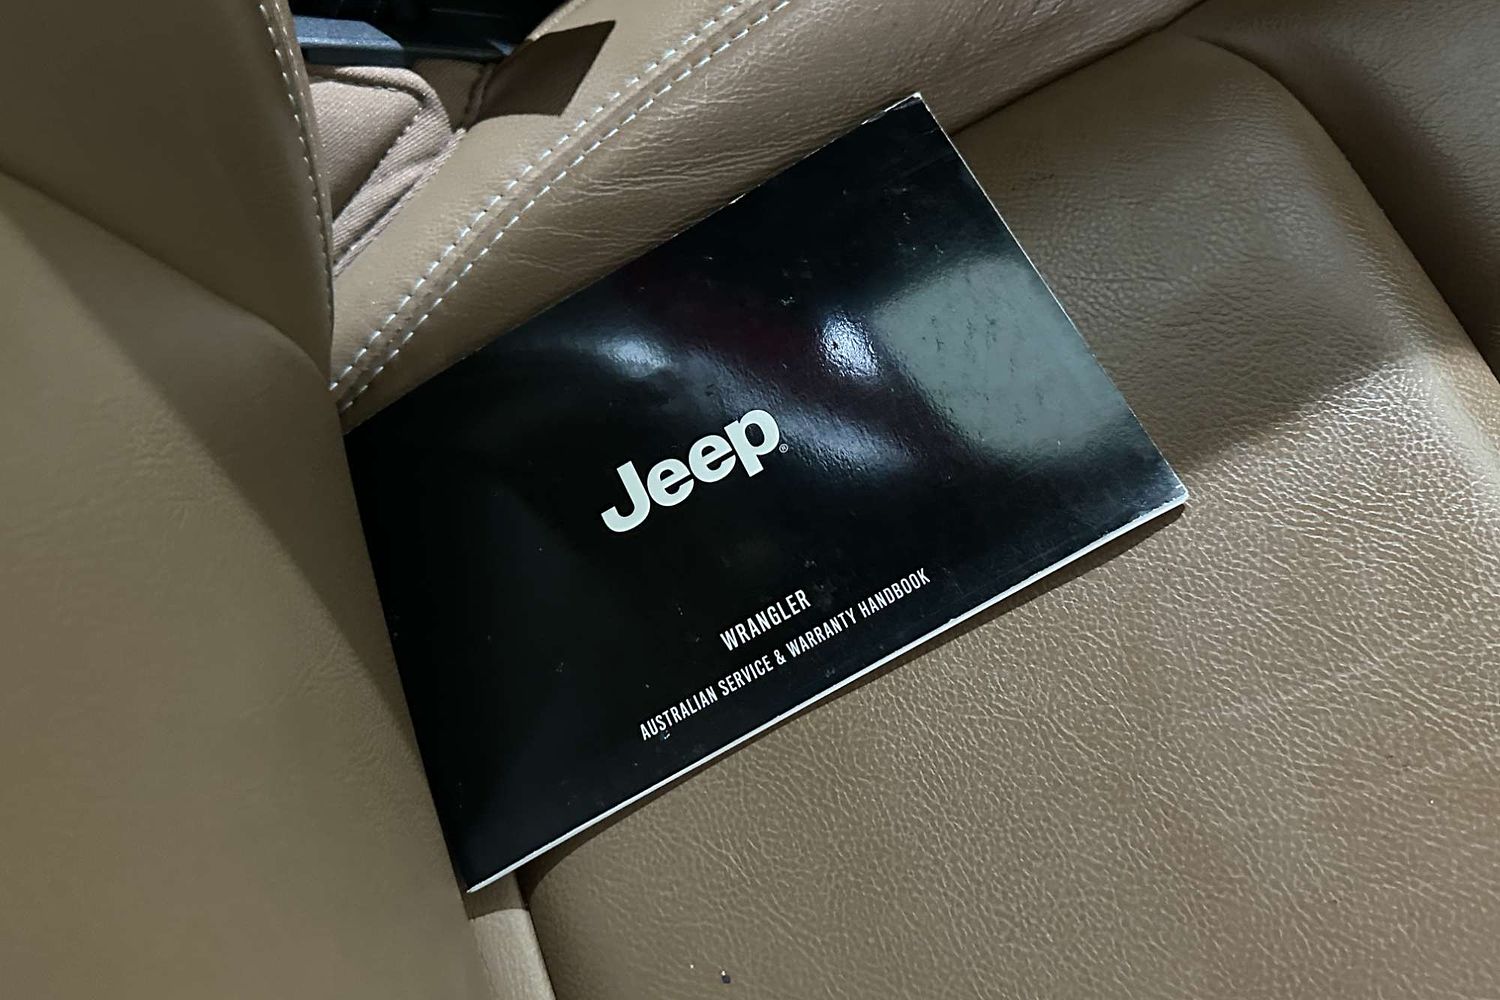 Jeep®
WRANGLER
AUSTRALIAN SERVICE & WARRANTY HANDBOOK